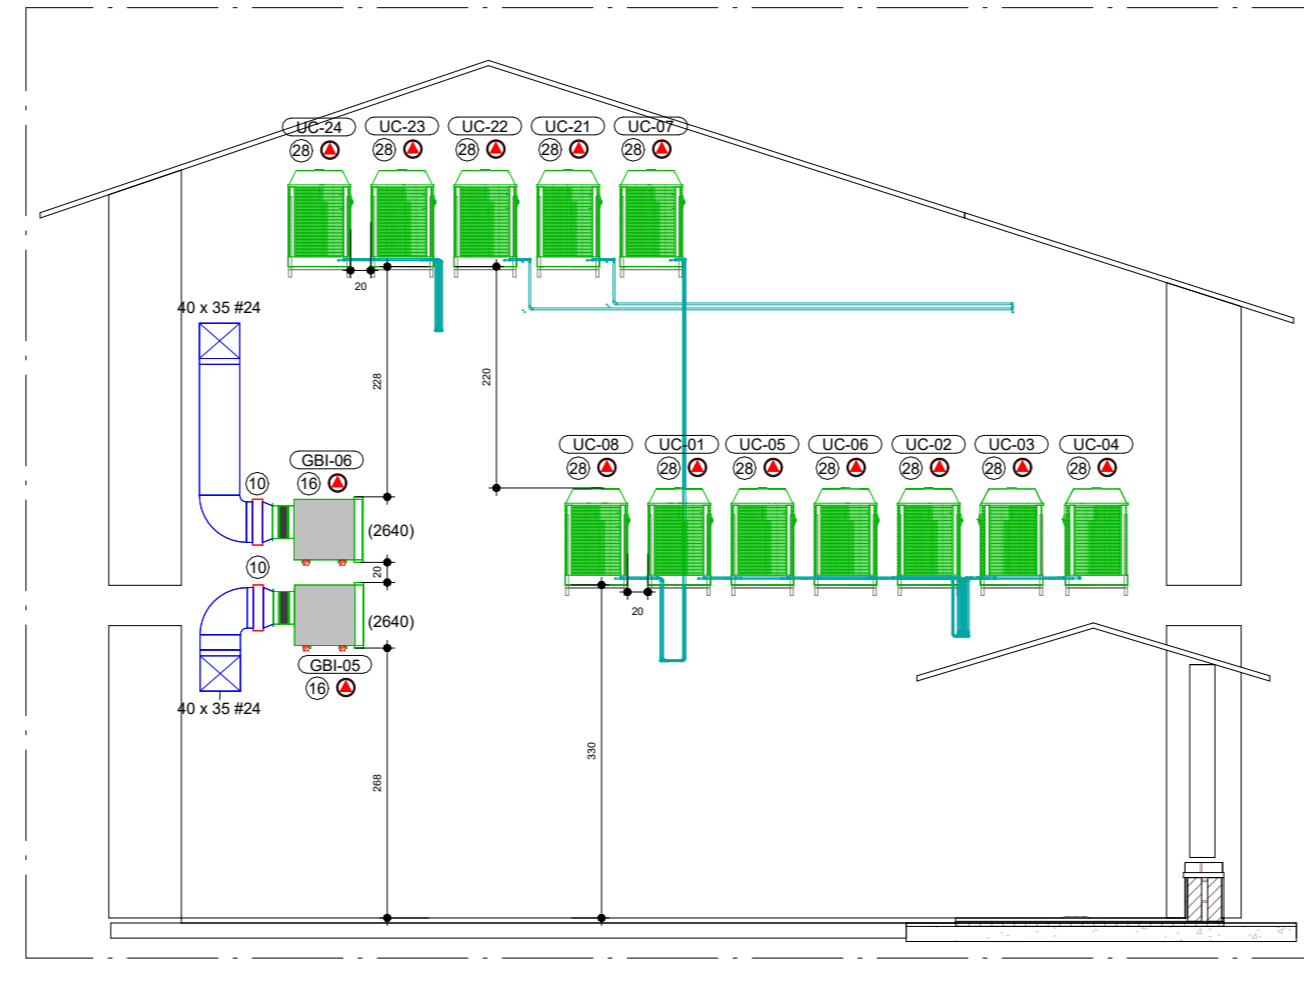 UC-24 UC-23 UC-22 UC-21 UC-07
28 28 28 28 28
20
40 x 35 #24
228
220
UC-08 UC-01 UC-05 UC-06 UC-02 UC-03 UC-04
28 28 28 28 28 28 28
GBI-06
10 16
(2640)
10
20
20
(2640)
GBI-05
16
40 x 35 #24
330
268